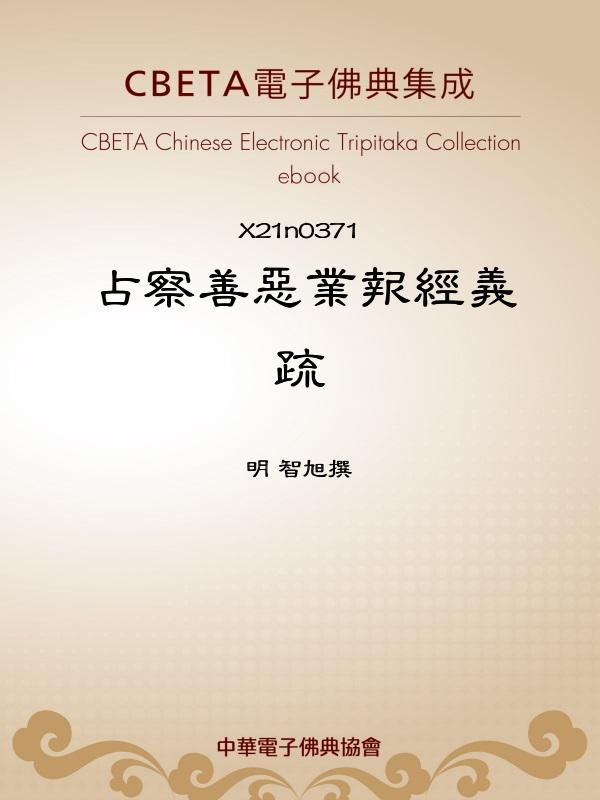 CBETA電子佛典集成
CBETA Chinese Electronic Tripitaka Collection
ebook
X21n0371
占察善惡業報經義
疏
明 智旭撰
中華電子佛典協會